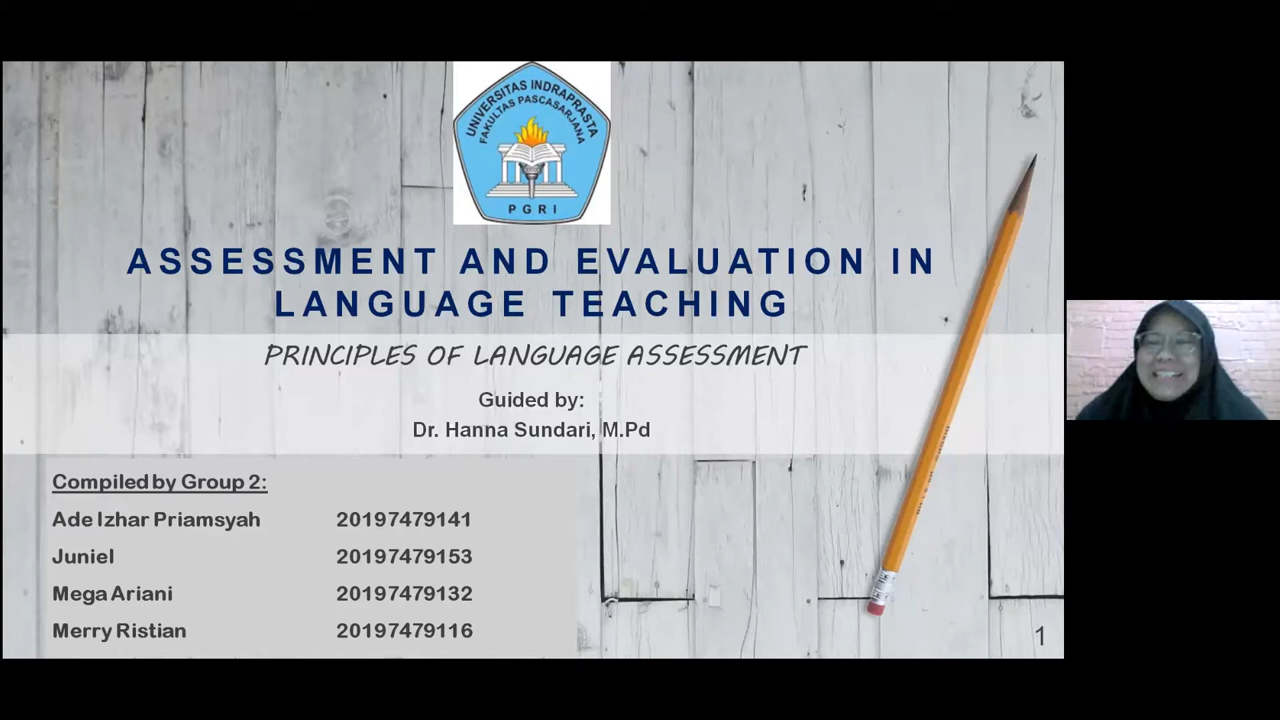 UNIVERSITAS INDRAPRASTA
FAKULTAS PASCASARJANA
PGRI
ASSESSMENT AND EVALUATION IN
LANGUAGE TEACHING
PRINCIPLES OF LANGUAGE ASSESSMENT
Guided by:
Dr. Hanna Sundari, M.Pd
Compiled by Group 2:
Ade Izhar Priamsyah 20197479141
Juniel 20197479153
Mega Ariani 20197479132
Merry Ristian 20197479116
1